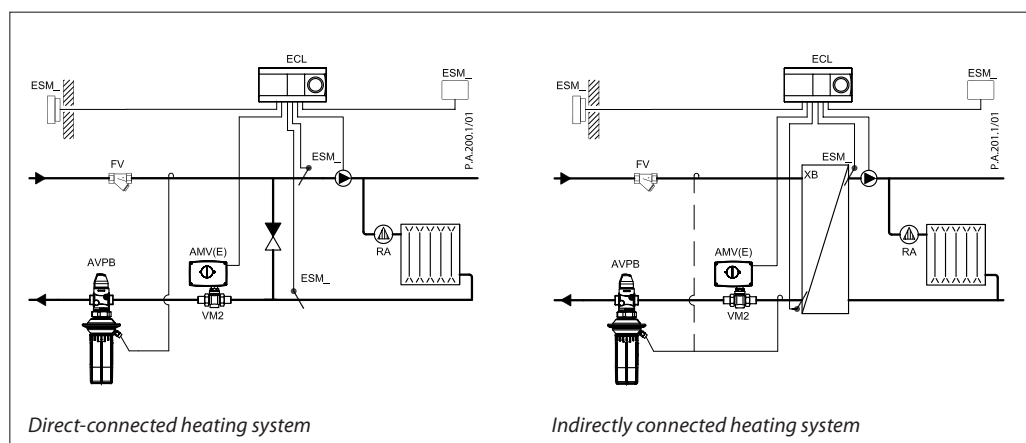 ECL
ESM_
ESM_
P.A.200.1/01
FV
ESM_
AMV(E)
RA
AVPB
ESM_
VM2
Direct-connected heating system
ECL
ESM_
ESM_
P.A.201.1/01
FV
ESM_
XB
AMV(E)
RA
AVPB
VM2
Indirectly connected heating system